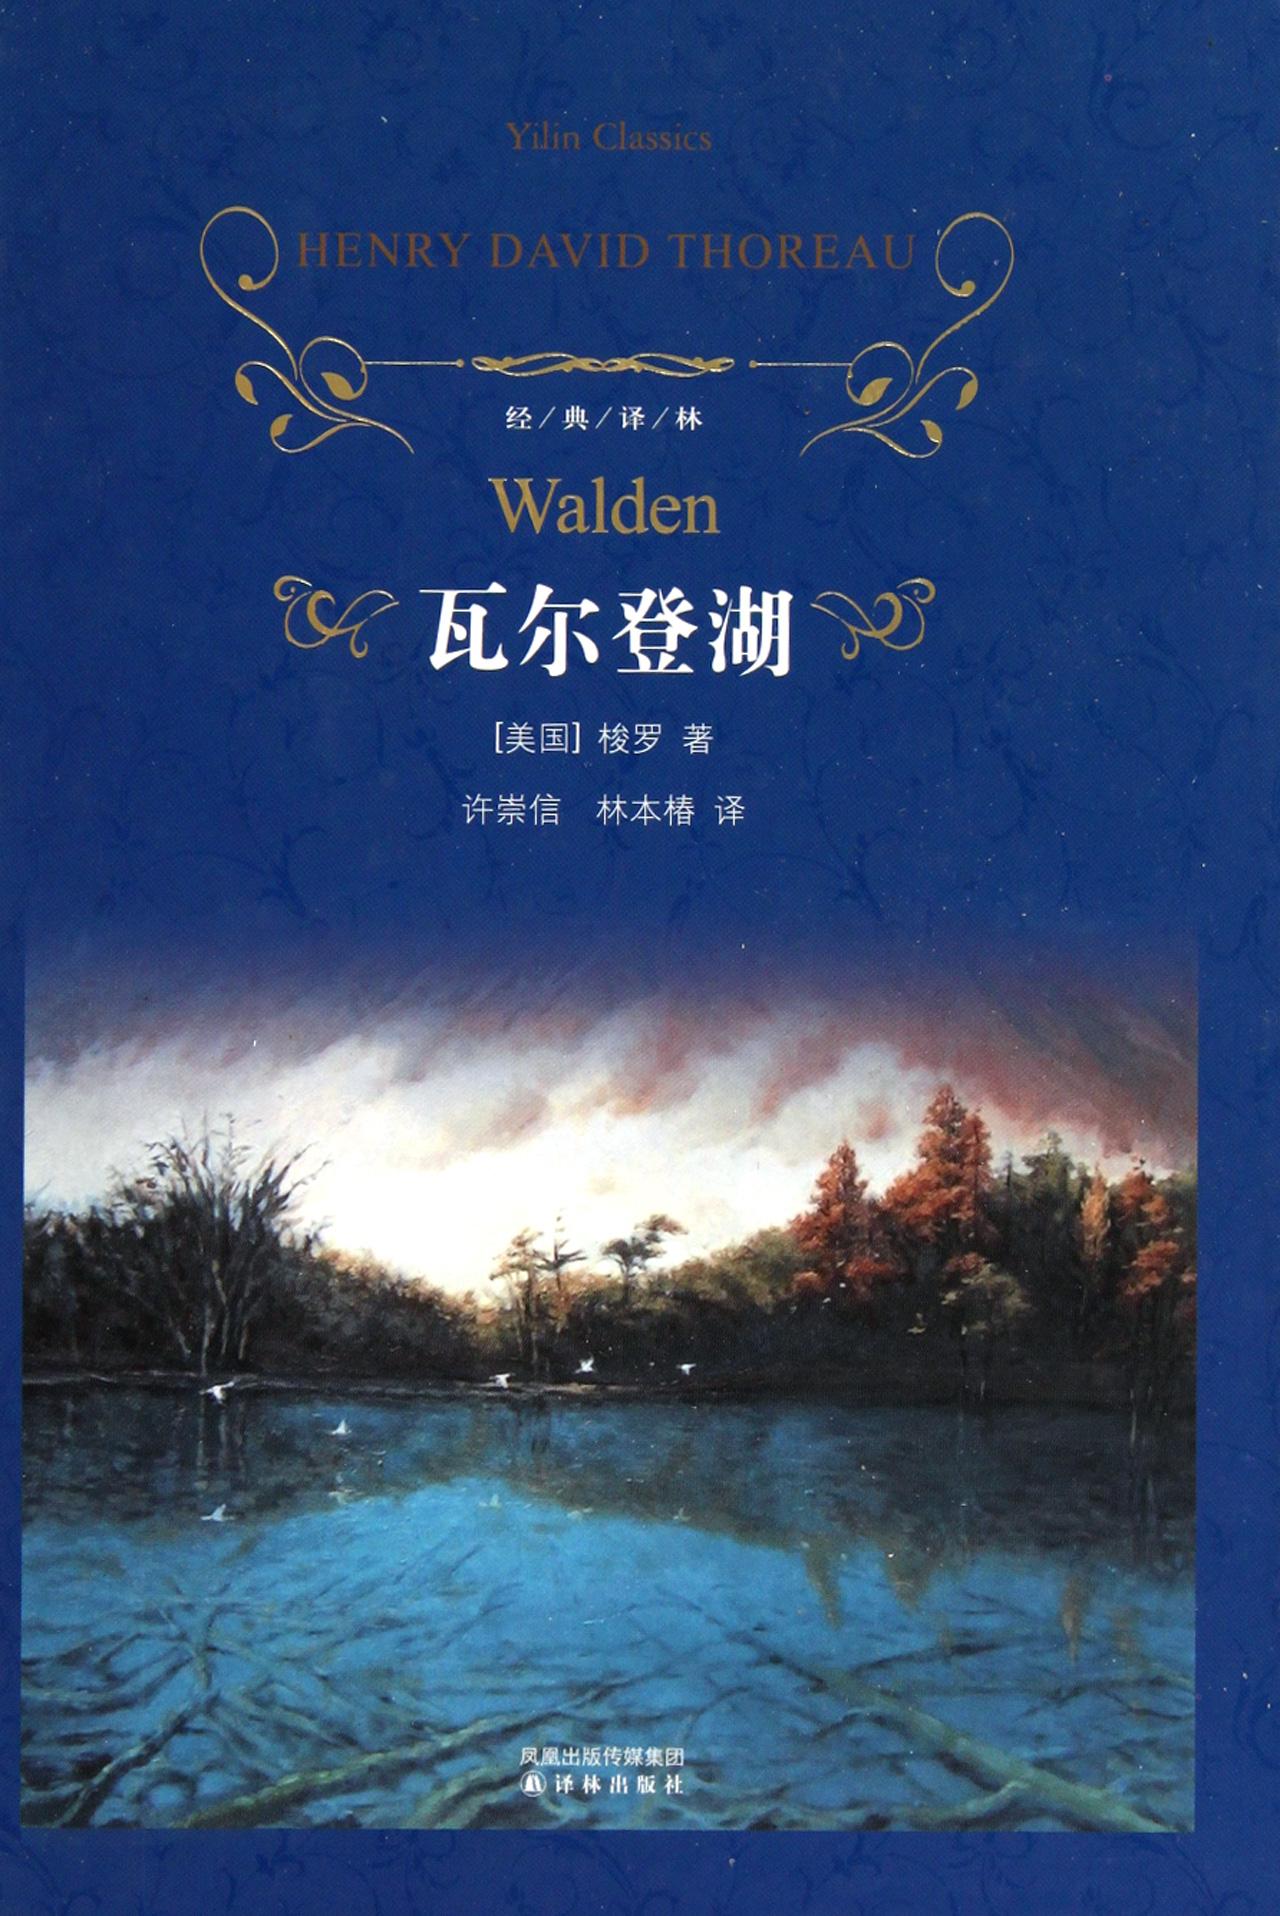 Yilin Classics
HENRY DAVID THOREAU
经/典/译/林
Walden
瓦尔登湖
[美国] 梭罗 著
许崇信 林本椿 译
凤凰出版传媒集团
译林出版社